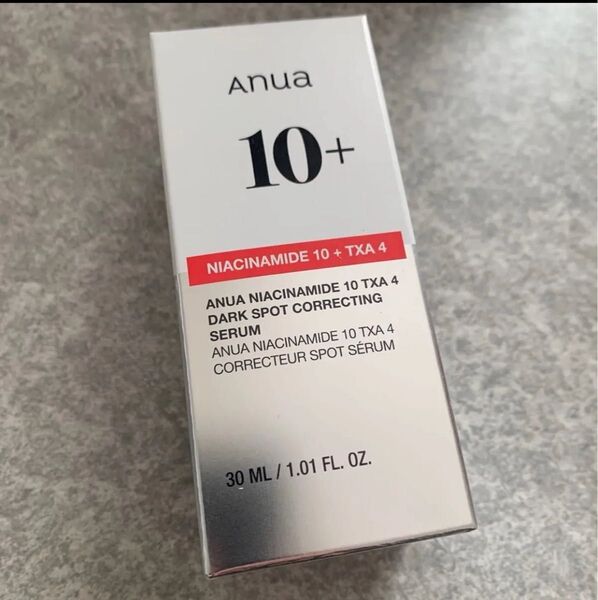 Anua
10+
NIACINAMIDE 10 + TXA 4
ANUA NIACINAMIDE 10 TXA 4
DARK SPOT CORRECTING
SERUM
ANUA NIACINAMIDE 10 TXA 4
CORRECTEUR SPOT SÉRUM
30 ML / 1.01 FL. OZ.